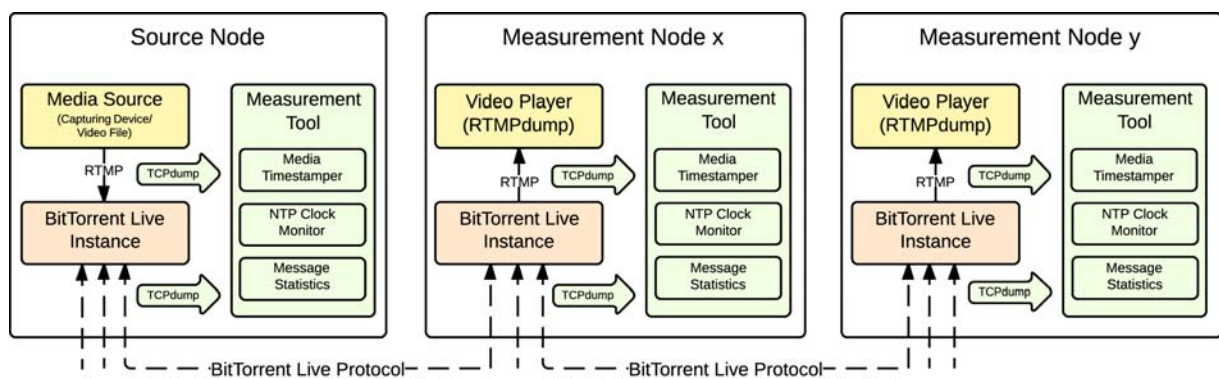 Source Node
Media Source
(Capturing Device/
Video File)
RTMP
BitTorrent Live
Instance
TCPdump
TCPdump
Measurement
Tool
Media
Timestamper
NTP Clock
Monitor
Message
Statistics
Measurement Node x
Video Player
(RTMPdump)
RTMP
BitTorrent Live
Instance
TCPdump
TCPdump
Measurement
Tool
Media
Timestamper
NTP Clock
Monitor
Message
Statistics
Measurement Node y
Video Player
(RTMPdump)
RTMP
BitTorrent Live
Instance
TCPdump
TCPdump
Measurement
Tool
Media
Timestamper
NTP Clock
Monitor
Message
Statistics
BitTorrent Live Protocol
BitTorrent Live Protocol